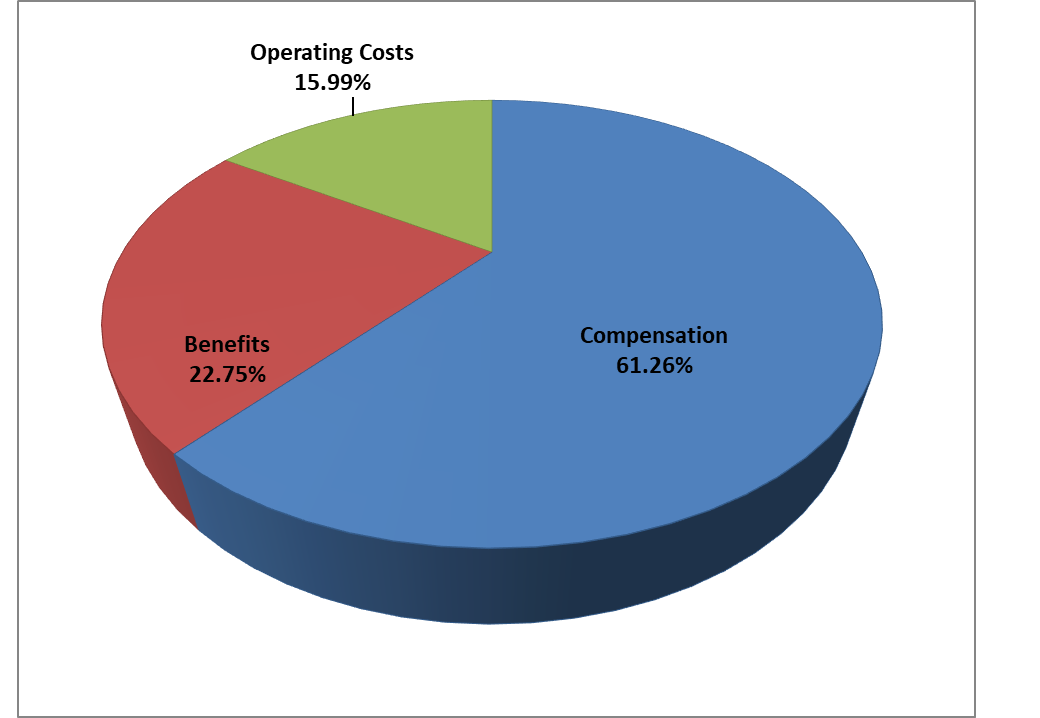 Operating Costs
15.99%
Compensation
61.26%
Benefits
22.75%